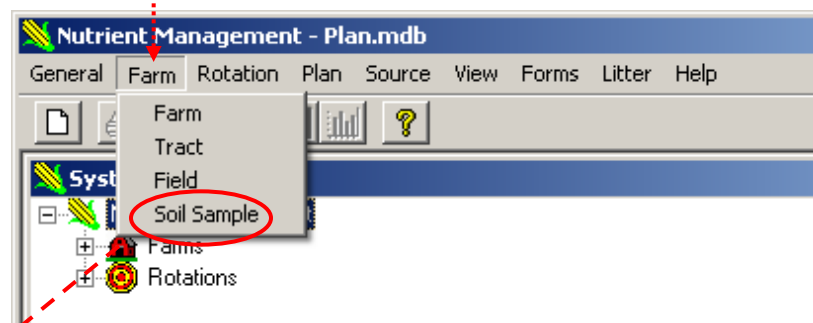 Nutrient Management - Plan.mdb
General Farm Rotation Plan Source View Forms Litter Help
Farm
Tract
Syst
Field
Soil Sample
Farms
Rotations